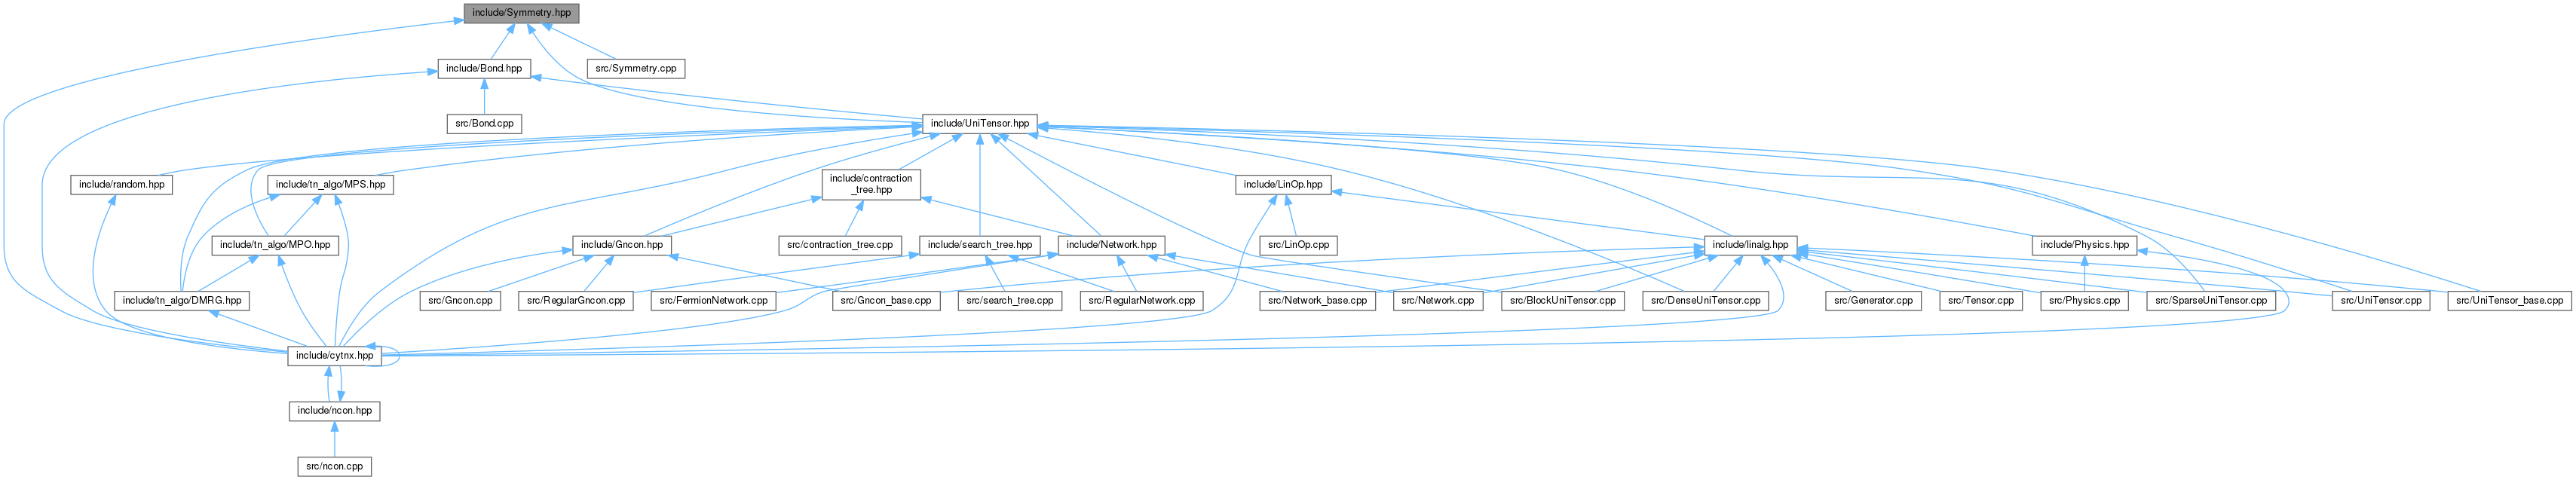 include/Symmetry.hpp
include/Bond.hpp
src/Symmetry.cpp
src/Bond.cpp
include/UniTensor.hpp
include/random.hpp
include/tn_algo/MPS.hpp
include/contraction
_tree.hpp
include/LinOp.hpp
include/tn_algo/MPO.hpp
include/Gncon.hpp
src/contraction_tree.cpp
include/search_tree.hpp
include/Network.hpp
src/LinOp.cpp
include/linalg.hpp
include/Physics.hpp
include/tn_algo/DMRG.hpp
src/Gncon.cpp
src/RegularGncon.cpp
src/FermionNetwork.cpp
src/Gncon_base.cpp
src/search_tree.cpp
src/RegularNetwork.cpp
src/Network_base.cpp
src/Network.cpp
src/BlockUniTensor.cpp
src/DenseUniTensor.cpp
src/Generator.cpp
src/Tensor.cpp
src/Physics.cpp
src/SparseUniTensor.cpp
src/UniTensor.cpp
src/UniTensor_base.cpp
include/cytnx.hpp
include/ncon.hpp
src/ncon.cpp